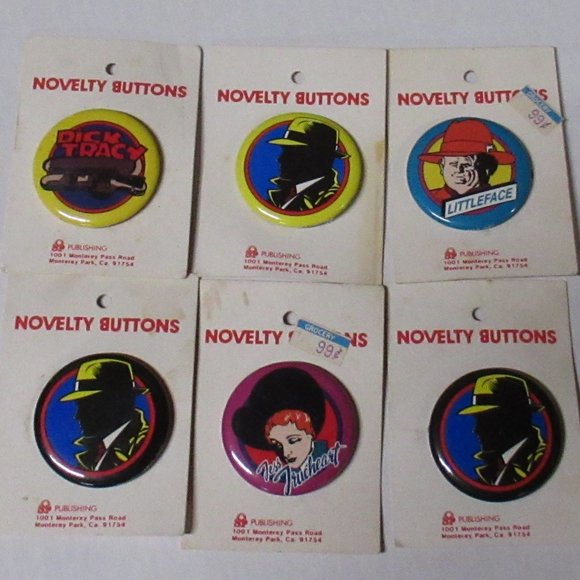 NOVELTY BUTTONS
DICK
TRACY
PUBLISHING
1001 Monterey Pass Road
Monterey Park, Ca. 91754
NOVELTY BUTTONS
PUBLISHING
1001 Monterey Pass Road
Monterey Park, Ca. 91754
NOVELTY BUTTONS
GROCERY
99¢
LITTLEFACE
PUBLISHING
1001 Monterey Pass Road
Monterey Park, Ca. 91754
NOVELTY BUTTONS
PUBLISHING
1001 Monterey Pass Road
Monterey Park, Ca. 91754
NOVELTY BUTTONS
GROCERY
99¢
Tess
Trueheart
PUBLISHING
1001 Monterey Pass Road
Monterey Park, Ca. 91754
NOVELTY BUTTONS
PUBLISHING
1001 Monterey Pass Road
Monterey Park, Ca. 91754